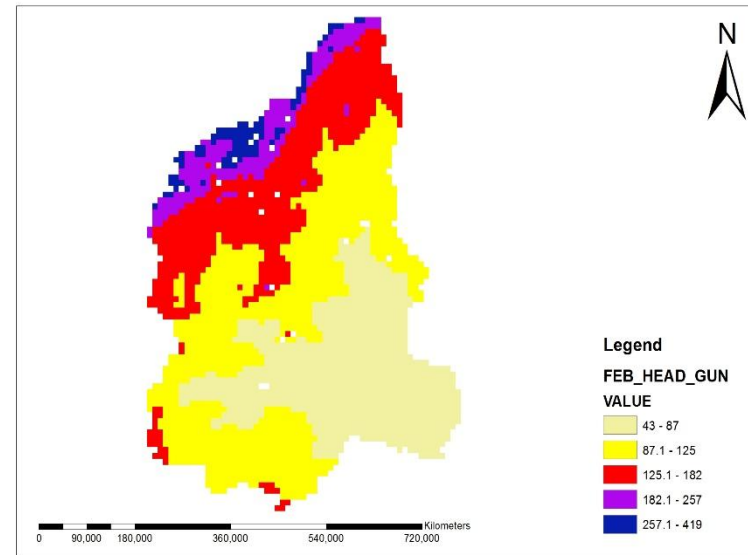 N
Legend
FEB_HEAD_GUN
VALUE
43 - 87
87.1 - 125
125.1 - 182
182.1 - 257
257.1 - 419
Kilometers
0 90,000 180,000 360,000 540,000 720,000